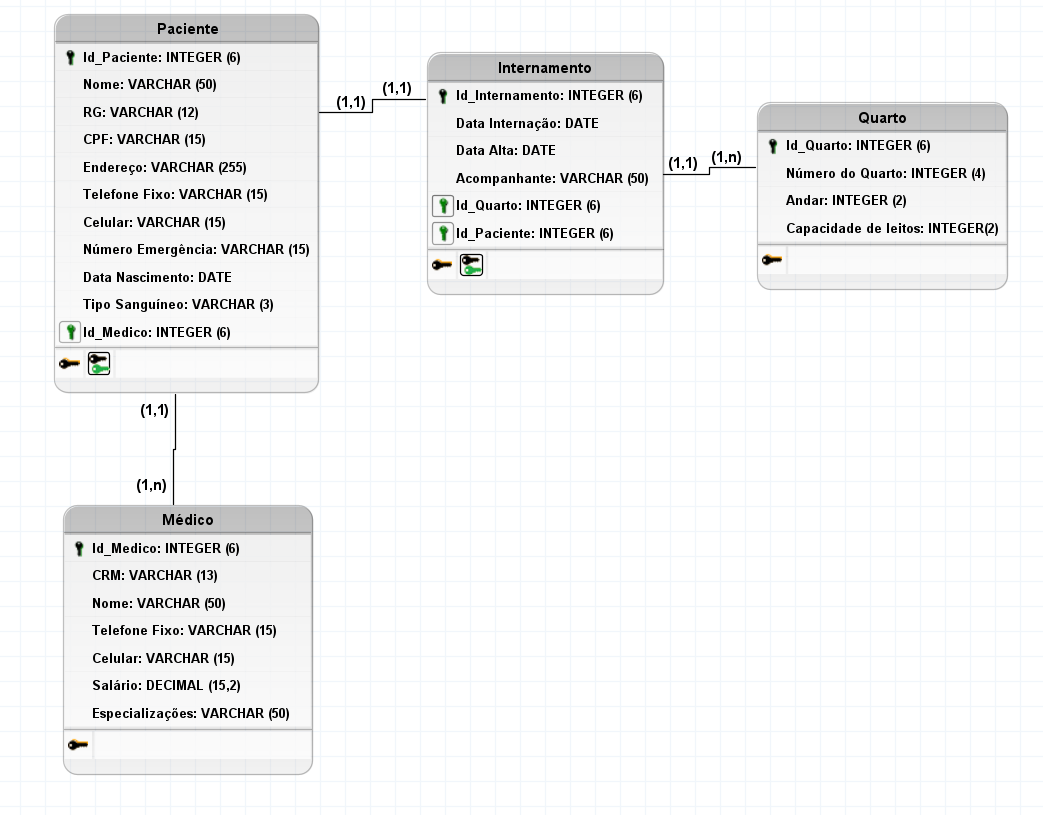 Paciente
Id_Paciente: INTEGER (6)
Nome: VARCHAR (50)
RG: VARCHAR (12)
CPF: VARCHAR (15)
Endereço: VARCHAR (255)
Telefone Fixo: VARCHAR (15)
Celular: VARCHAR (15)
Número Emergência: VARCHAR (15)
Data Nascimento: DATE
Tipo Sanguíneo: VARCHAR (3)
Id_Medico: INTEGER (6)
(1,1)
(1,1)
Internamento
Id_Internamento: INTEGER (6)
Data Internação: DATE
Data Alta: DATE
Acompanhante: VARCHAR (50)
Id_Quarto: INTEGER (6)
Id_Paciente: INTEGER (6)
(1,1)
(1,n)
Quarto
Id_Quarto: INTEGER (6)
Número do Quarto: INTEGER (4)
Andar: INTEGER (2)
Capacidade de leitos: INTEGER(2)
(1,1)
(1,n)
Médico
Id_Medico: INTEGER (6)
CRM: VARCHAR (13)
Nome: VARCHAR (50)
Telefone Fixo: VARCHAR (15)
Celular: VARCHAR (15)
Salário: DECIMAL (15,2)
Especializações: VARCHAR (50)